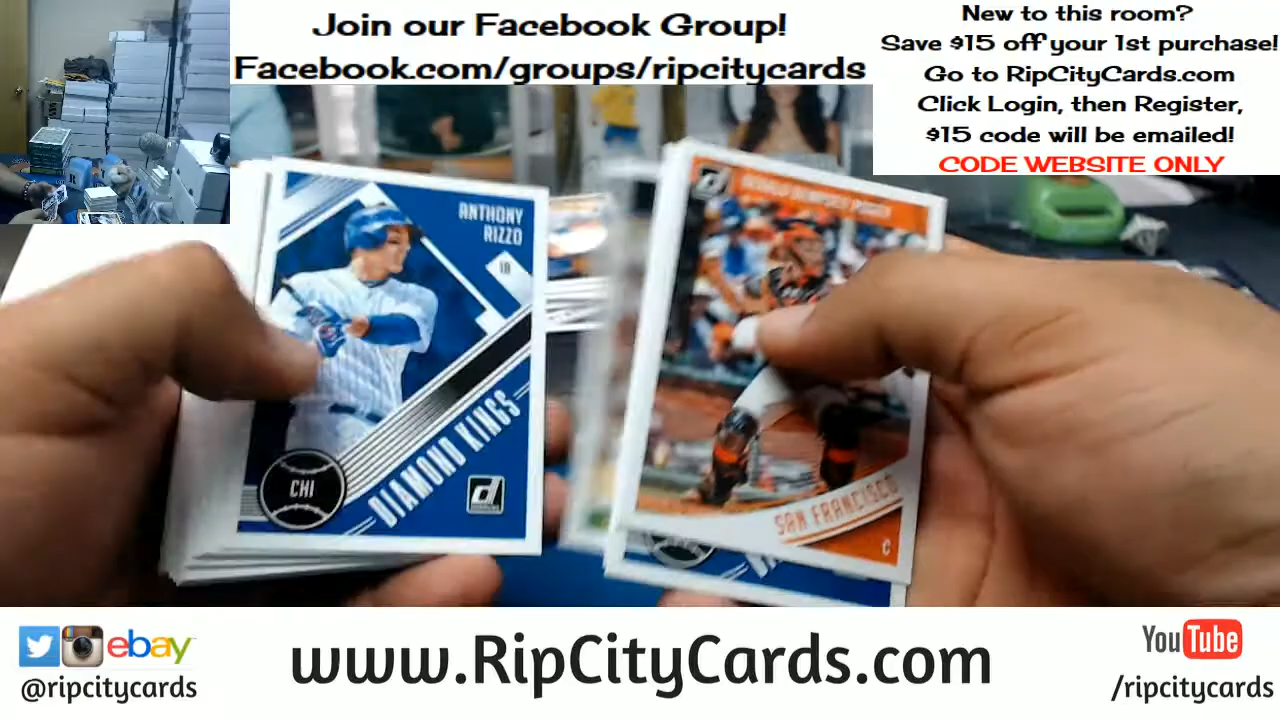 Join our Facebook Group!
Facebook.com/groups/ripcitycards
New to this room?
Save $15 off your 1st purchase!
Go to RipCityCards.com
Click Login, then Register,
$15 code will be emailed!
CODE WEBSITE ONLY
ANTHONY
RIZZO
1B
CHI
DIAMOND KINGS
d
SAN FRANCISCO
C
ebay
@ripcitycards
www.RipCityCards.com
YouTube
/ripcitycards